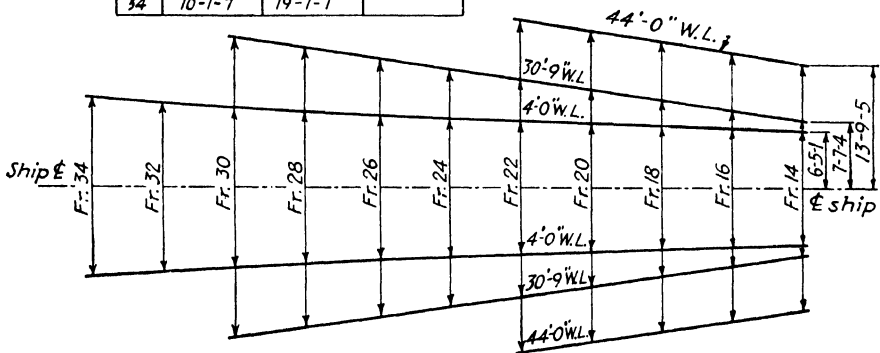 34 10-1-7 19-1-1
44'-0" W.L.
30'-9" W.L.
4'-0" W.L.
Ship ℄
Fr. 34
Fr. 32
Fr. 30
Fr. 28
Fr. 26
Fr. 24
Fr. 22
Fr. 20
Fr. 18
Fr. 16
Fr. 14
6-5-1
7-7-4
13-9-5
℄ ship
4'-0" W.L.
30'-9" W.L.
44'-0" W.L.